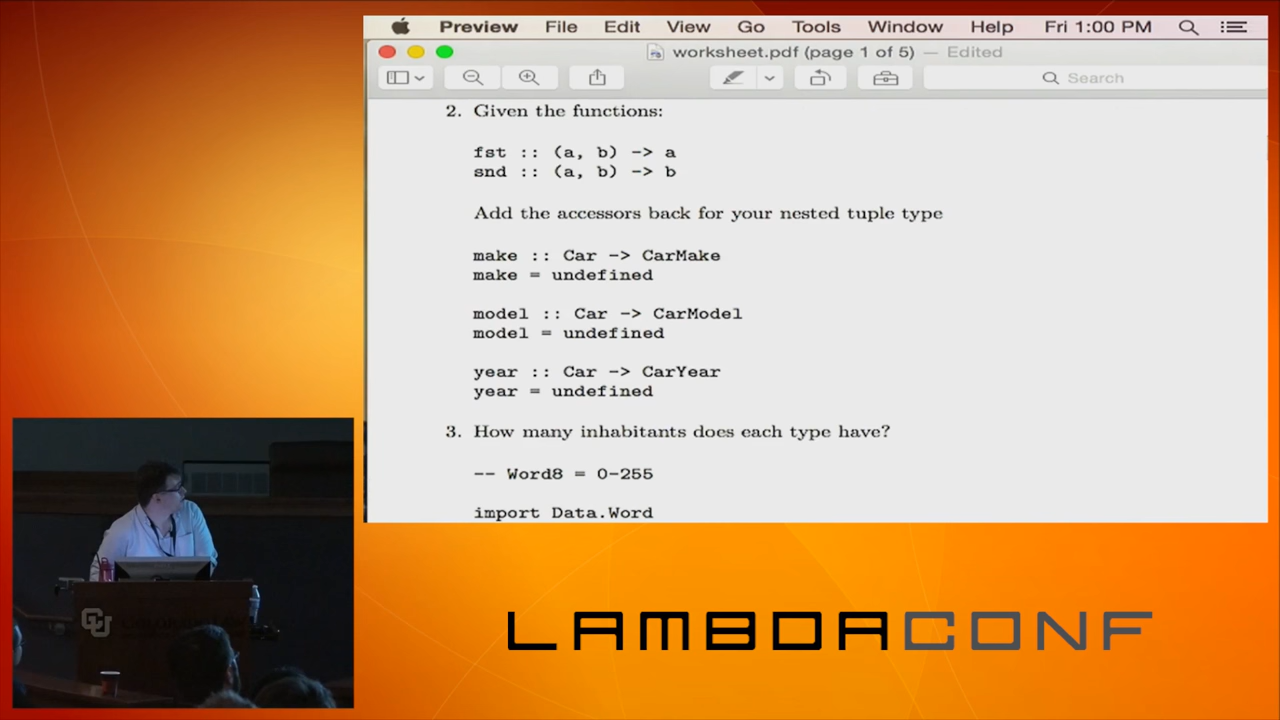 Preview File Edit View Go Tools Window Help Fri 1:00 PM
worksheet.pdf (page 1 of 5) — Edited
Search
2. Given the functions:
fst :: (a, b) -> a
snd :: (a, b) -> b
Add the accessors back for your nested tuple type
make :: Car -> CarMake
make = undefined
model :: Car -> CarModel
model = undefined
year :: Car -> CarYear
year = undefined
3. How many inhabitants does each type have?
-- Word8 = 0-255
import Data.Word
CU
LAMBDACONF